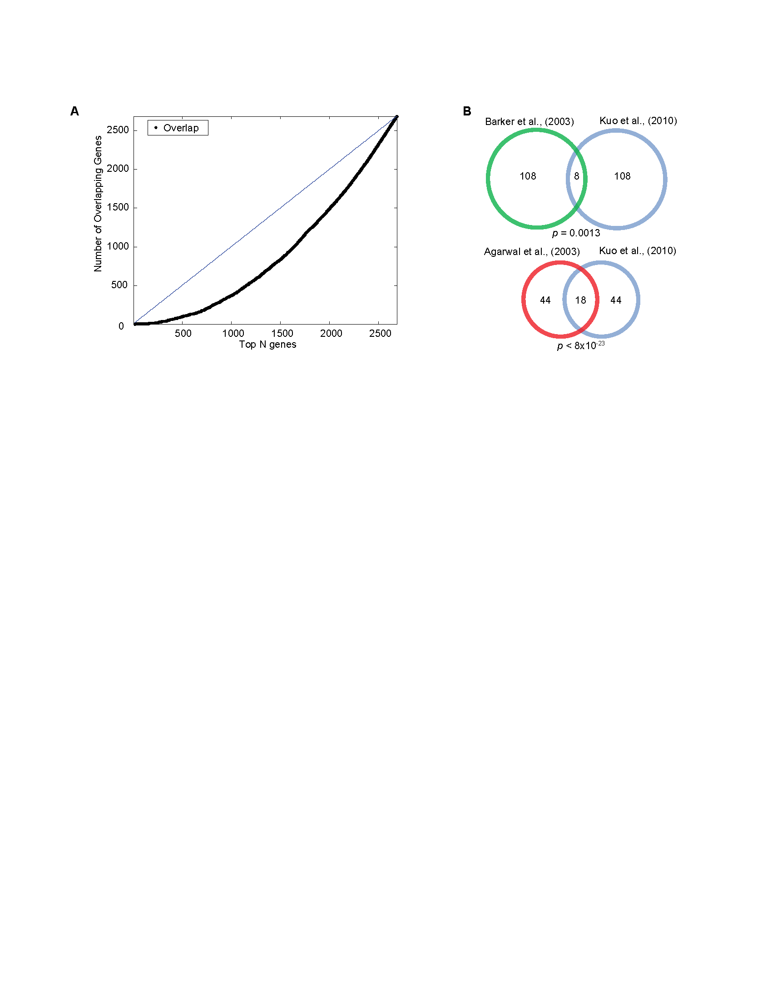 A
Overlap
Number of Overlapping Genes
2500
2000
1500
1000
500
0
500 1000 1500 2000 2500
Top N genes
B
Barker et al., (2003) Kuo et al., (2010)
108 8 108
p = 0.0013
Agarwal et al., (2003) Kuo et al., (2010)
44 18 44
p < 8x10-23